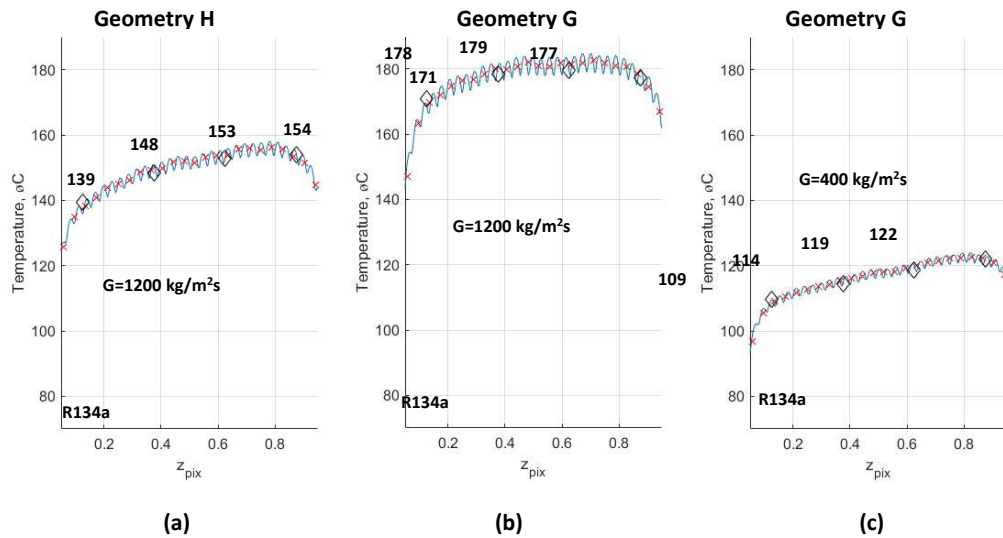 Geometry H
Geometry G
Geometry G
180
160
140
120
100
80
Temperature, øC
139
148
153
154
G=1200 kg/m²s
R134a
0.2
0.4
0.6
0.8
z_pix
(a)
180
160
140
120
100
80
Temperature, øC
178
171
179
177
G=1200 kg/m²s
R134a
0.2
0.4
0.6
0.8
z_pix
(b)
109
180
160
140
120
100
80
Temperature, øC
G=400 kg/m²s
114
119
122
R134a
0.2
0.4
0.6
0.8
z_pix
(c)